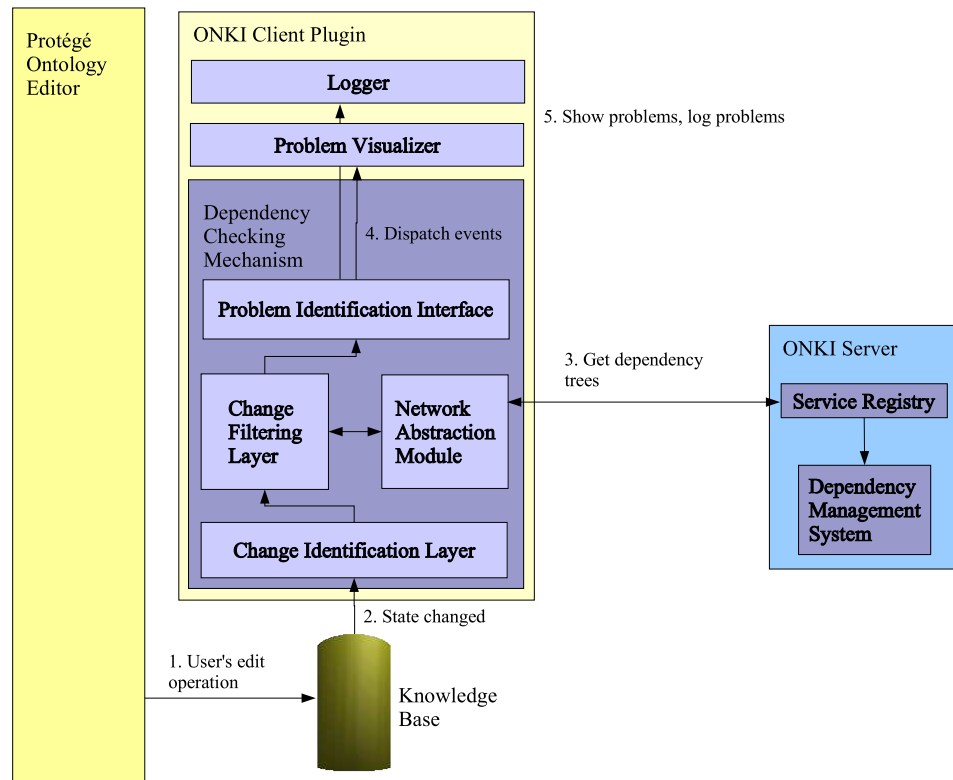 Protégé
Ontology
Editor
ONKI Client Plugin
Logger
5. Show problems, log problems
Problem Visualizer
Dependency
Checking
Mechanism
4. Dispatch events
Problem Identification Interface
3. Get dependency
trees
ONKI Server
Service Registry
Change
Filtering
Layer
Network
Abstraction
Module
Dependency
Management
System
Change Identification Layer
2. State changed
1. User's edit
operation
Knowledge
Base